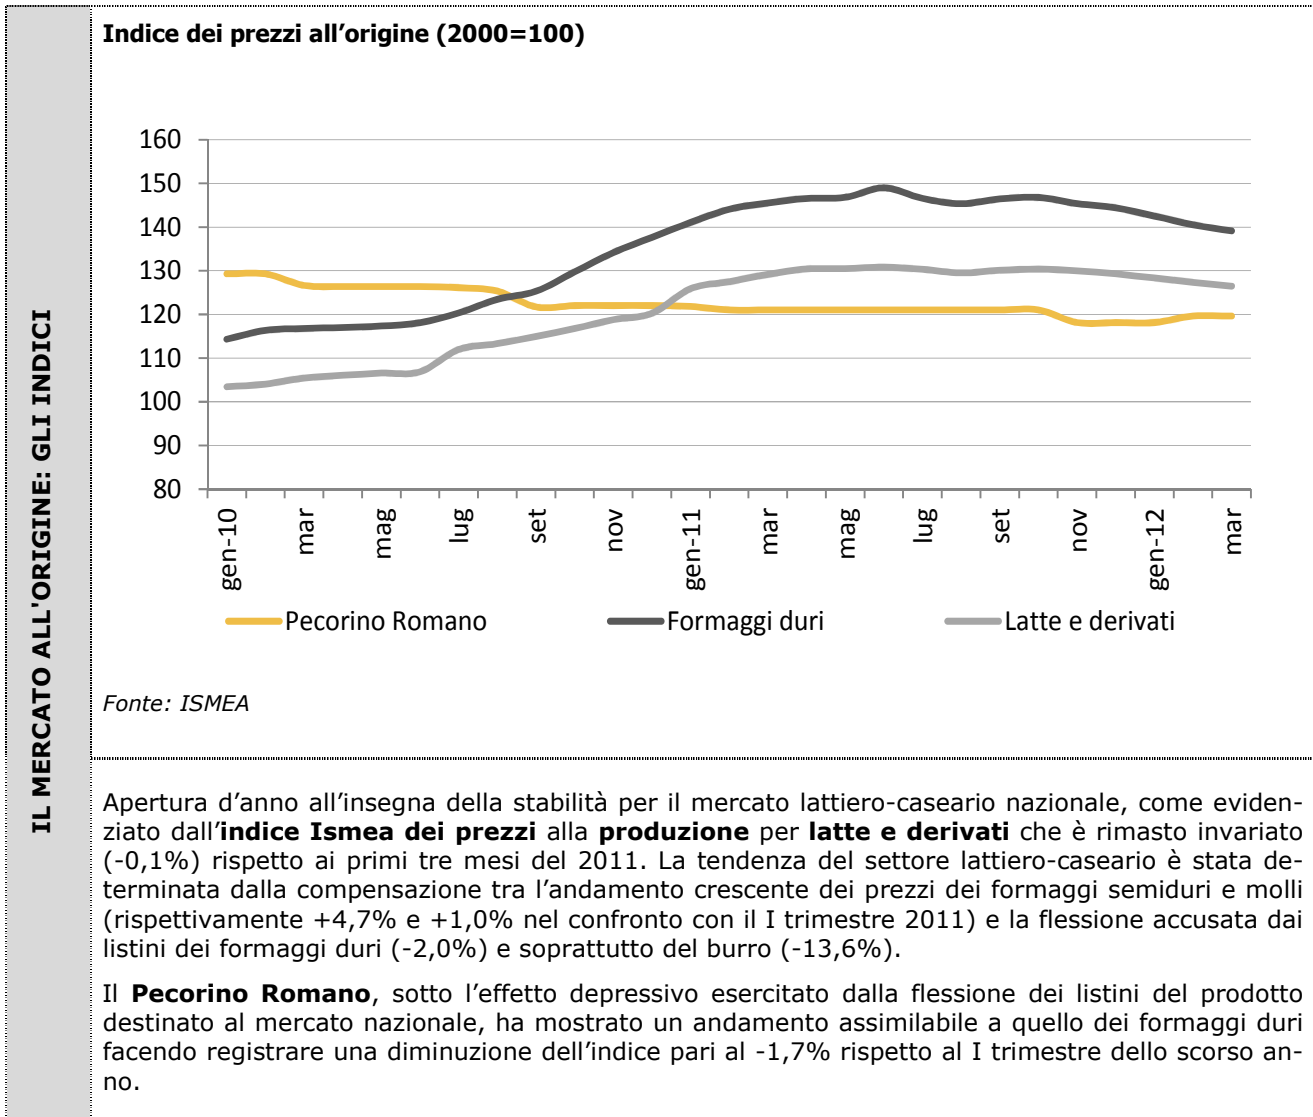 IL MERCATO ALL'ORIGINE: GLI INDICI
Indice dei prezzi all’origine (2000=100)
160
150
140
130
120
110
100
90
80
gen-10
mar
mag
lug
set
nov
gen-11
mar
mag
lug
set
nov
gen-12
mar
Pecorino Romano
Formaggi duri
Latte e derivati
Fonte: ISMEA
Apertura d’anno all’insegna della stabilità per il mercato lattiero-caseario nazionale, come eviden-
ziato dall’indice Ismea dei prezzi alla produzione per latte e derivati che è rimasto invariato
(-0,1%) rispetto ai primi tre mesi del 2011. La tendenza del settore lattiero-caseario è stata de-
terminata dalla compensazione tra l’andamento crescente dei prezzi dei formaggi semiduri e molli
(rispettivamente +4,7% e +1,0% nel confronto con il I trimestre 2011) e la flessione accusata dai
listini dei formaggi duri (-2,0%) e soprattutto del burro (-13,6%).
Il Pecorino Romano, sotto l’effetto depressivo esercitato dalla flessione dei listini del prodotto
destinato al mercato nazionale, ha mostrato un andamento assimilabile a quello dei formaggi duri
facendo registrare una diminuzione dell’indice pari al -1,7% rispetto al I trimestre dello scorso an-
no.